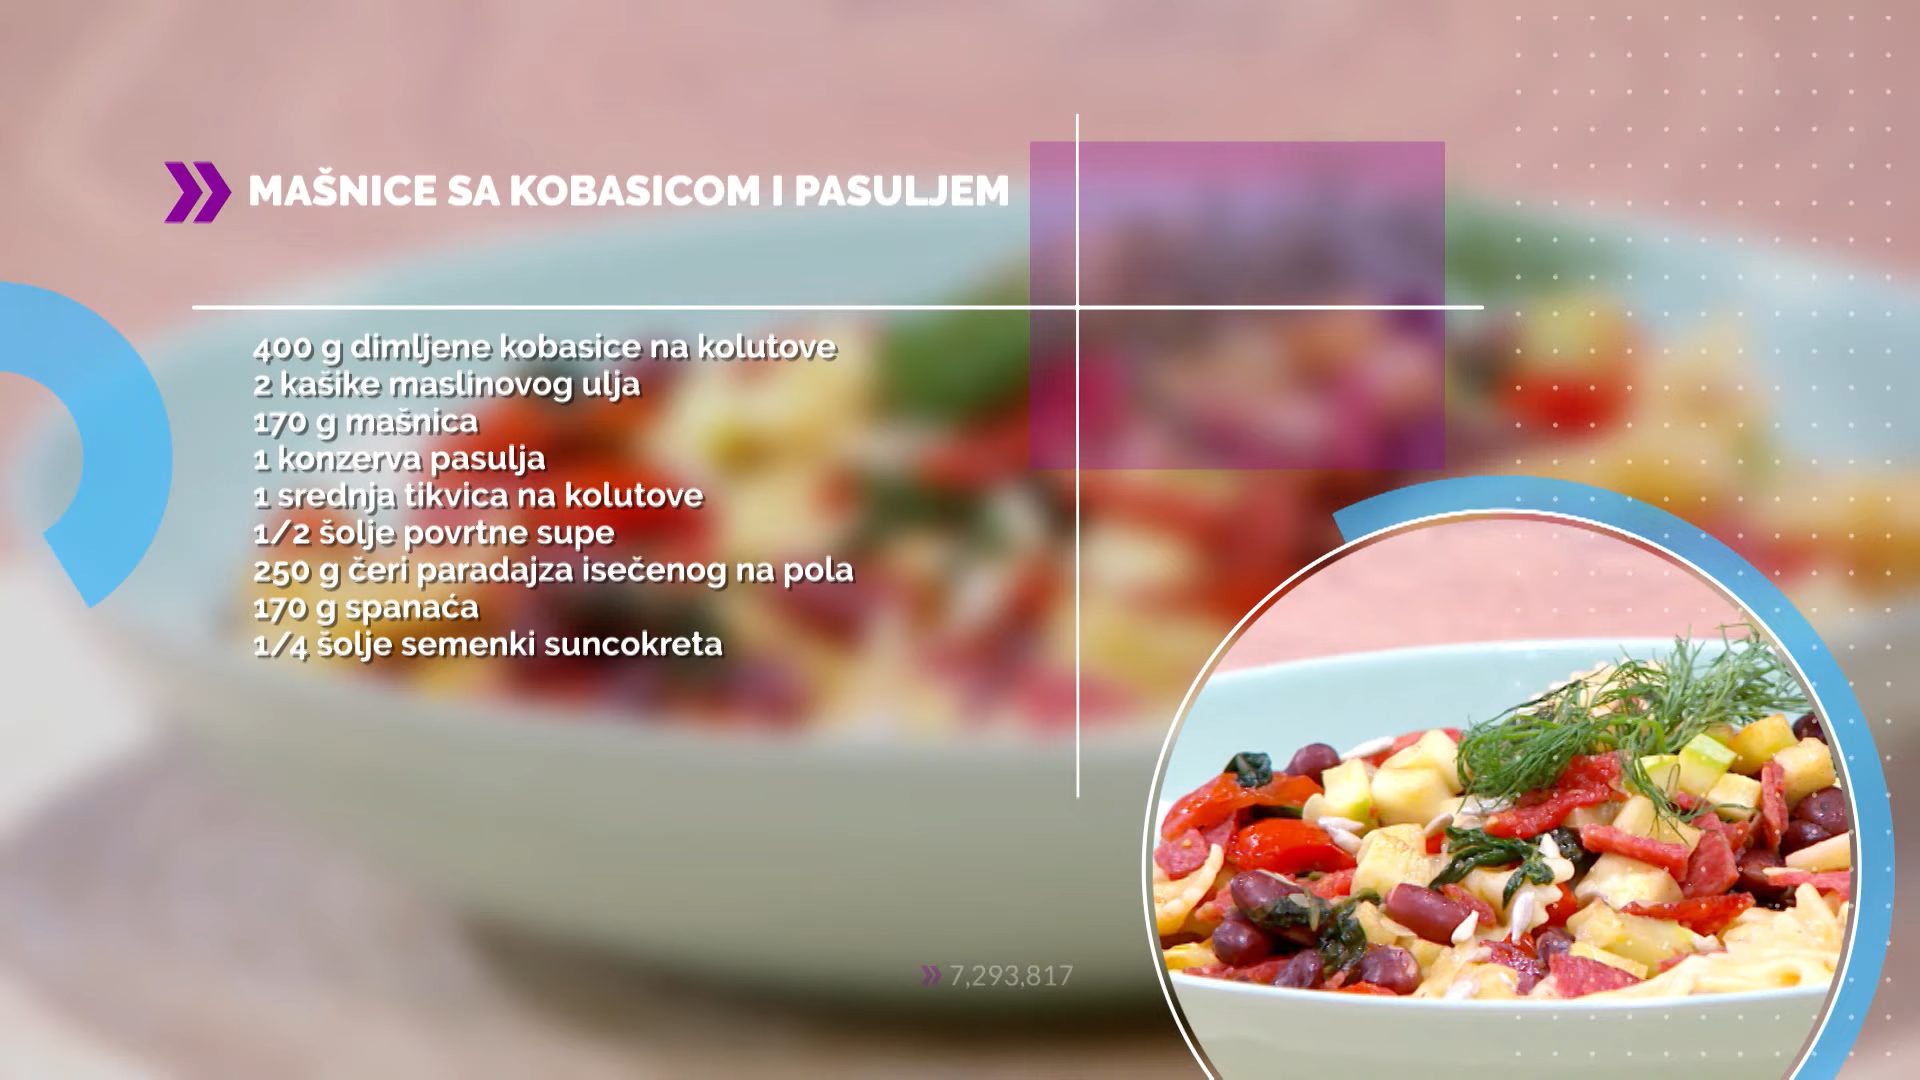 MAŠNICE SA KOBASICOM I PASULJEM
400 g dimljene kobasice na kolutove
2 kašike maslinovog ulja
170 g mašnica
1 konzerva pasulja
1 srednja tikvica na kolutove
1/2 šolje povrtne supe
250 g čeri paradajza isečenog na pola
170 g spanaća
1/4 šolje semenki suncokreta
7,293,817